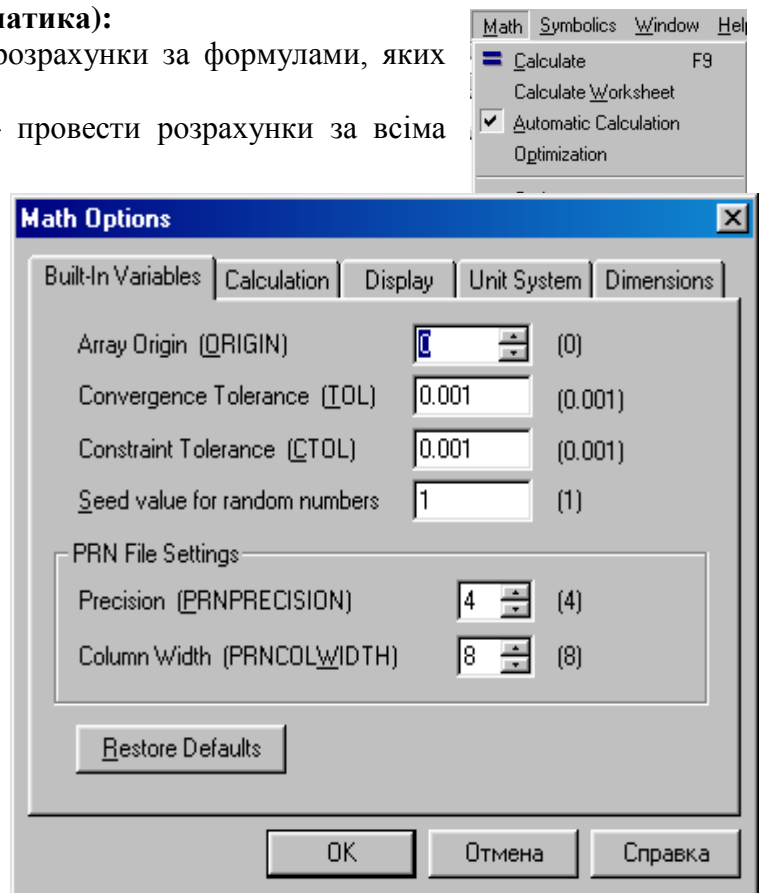 Math Symbolics Window
розрахунки за формулами, яких
Calculate F9
Calculate Worksheet
провести розрахунки за всіма
Automatic Calculation
Optimization
Math Options
Built-In Variables Calculation Display Unit System Dimensions
Array Origin (ORIGIN) 0 (0)
Convergence Tolerance (TOL) 0.001 (0.001)
Constraint Tolerance (CTOL) 0.001 (0.001)
Seed value for random numbers 1 (1)
PRN File Settings
Precision (PRNPRECISION) 4 (4)
Column Width (PRNCOLWIDTH) 8 (8)
Restore Defaults
OK Отмена Справка